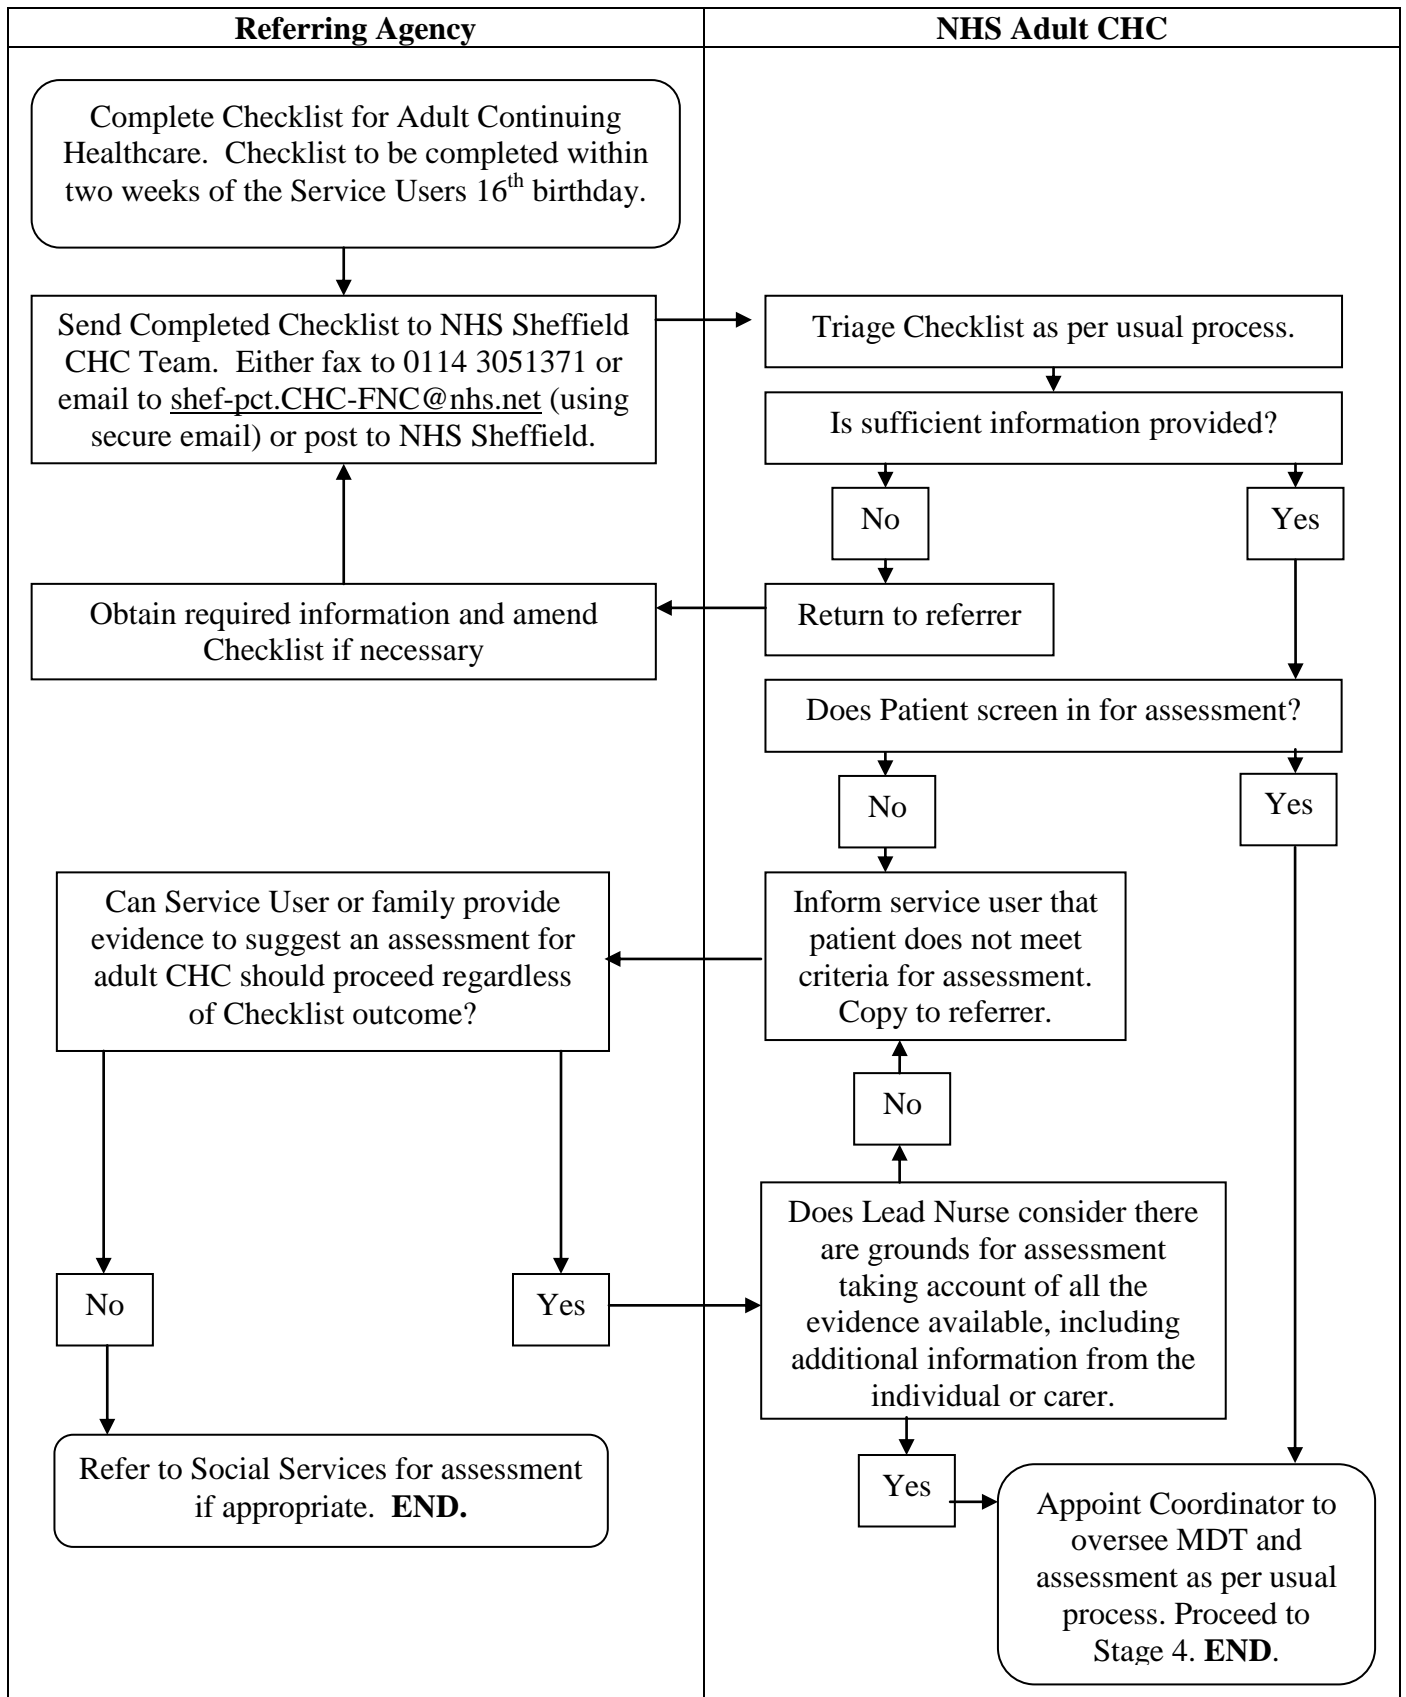 Referring Agency
NHS Adult CHC
Complete Checklist for Adult Continuing
Healthcare. Checklist to be completed within
two weeks of the Service Users 16th birthday.
Send Completed Checklist to NHS Sheffield
CHC Team. Either fax to 0114 3051371 or
email to shef-pct.CHC-FNC@nhs.net (using
secure email) or post to NHS Sheffield.
Triage Checklist as per usual process.
Is sufficient information provided?
No
Yes
Return to referrer
Obtain required information and amend
Checklist if necessary
Does Patient screen in for assessment?
No
Yes
Inform service user that
patient does not meet
criteria for assessment.
Copy to referrer.
Can Service User or family provide
evidence to suggest an assessment for
adult CHC should proceed regardless
of Checklist outcome?
No
Yes
No
Does Lead Nurse consider there
are grounds for assessment
taking account of all the
evidence available, including
additional information from the
individual or carer.
Refer to Social Services for assessment
if appropriate. END.
Yes
Appoint Coordinator to
oversee MDT and
assessment as per usual
process. Proceed to
Stage 4. END.